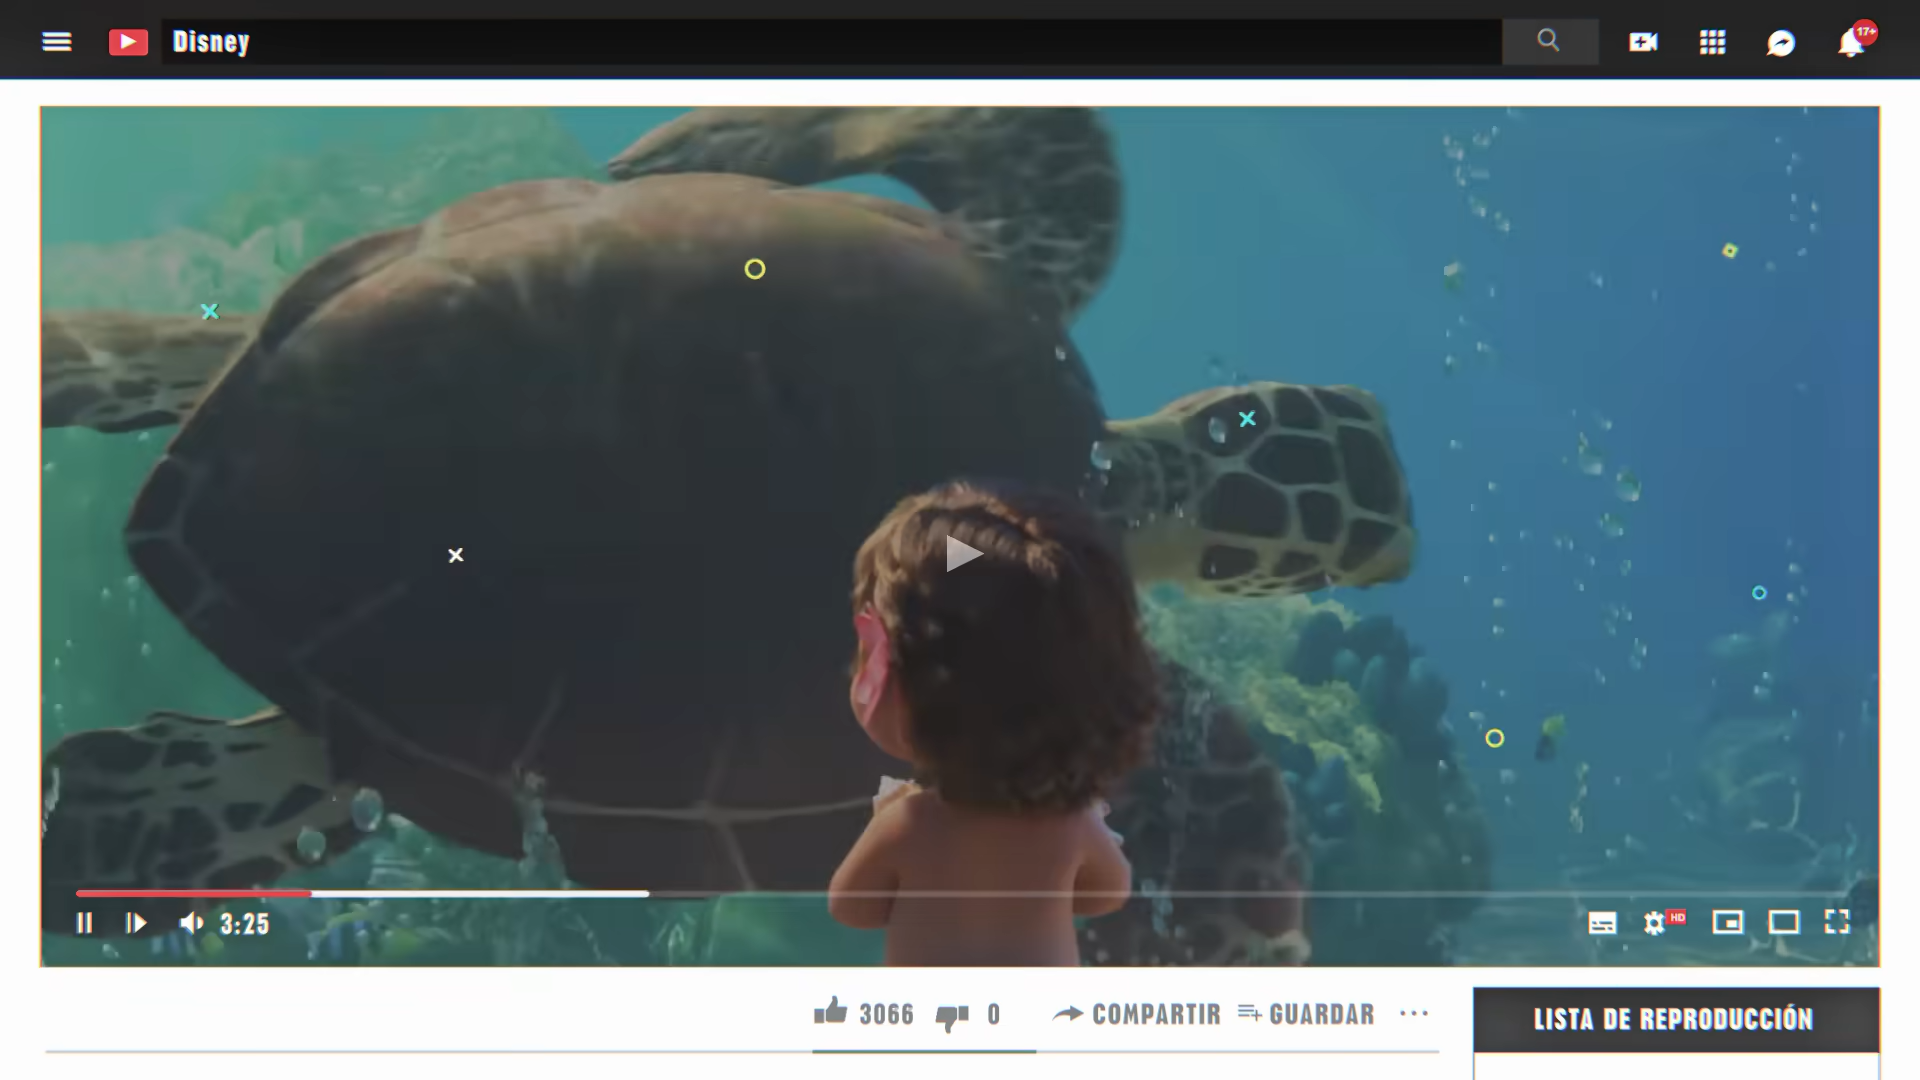 Disney
17+
3:25
HD
3066
0
COMPARTIR
GUARDAR
LISTA DE REPRODUCCIÓN